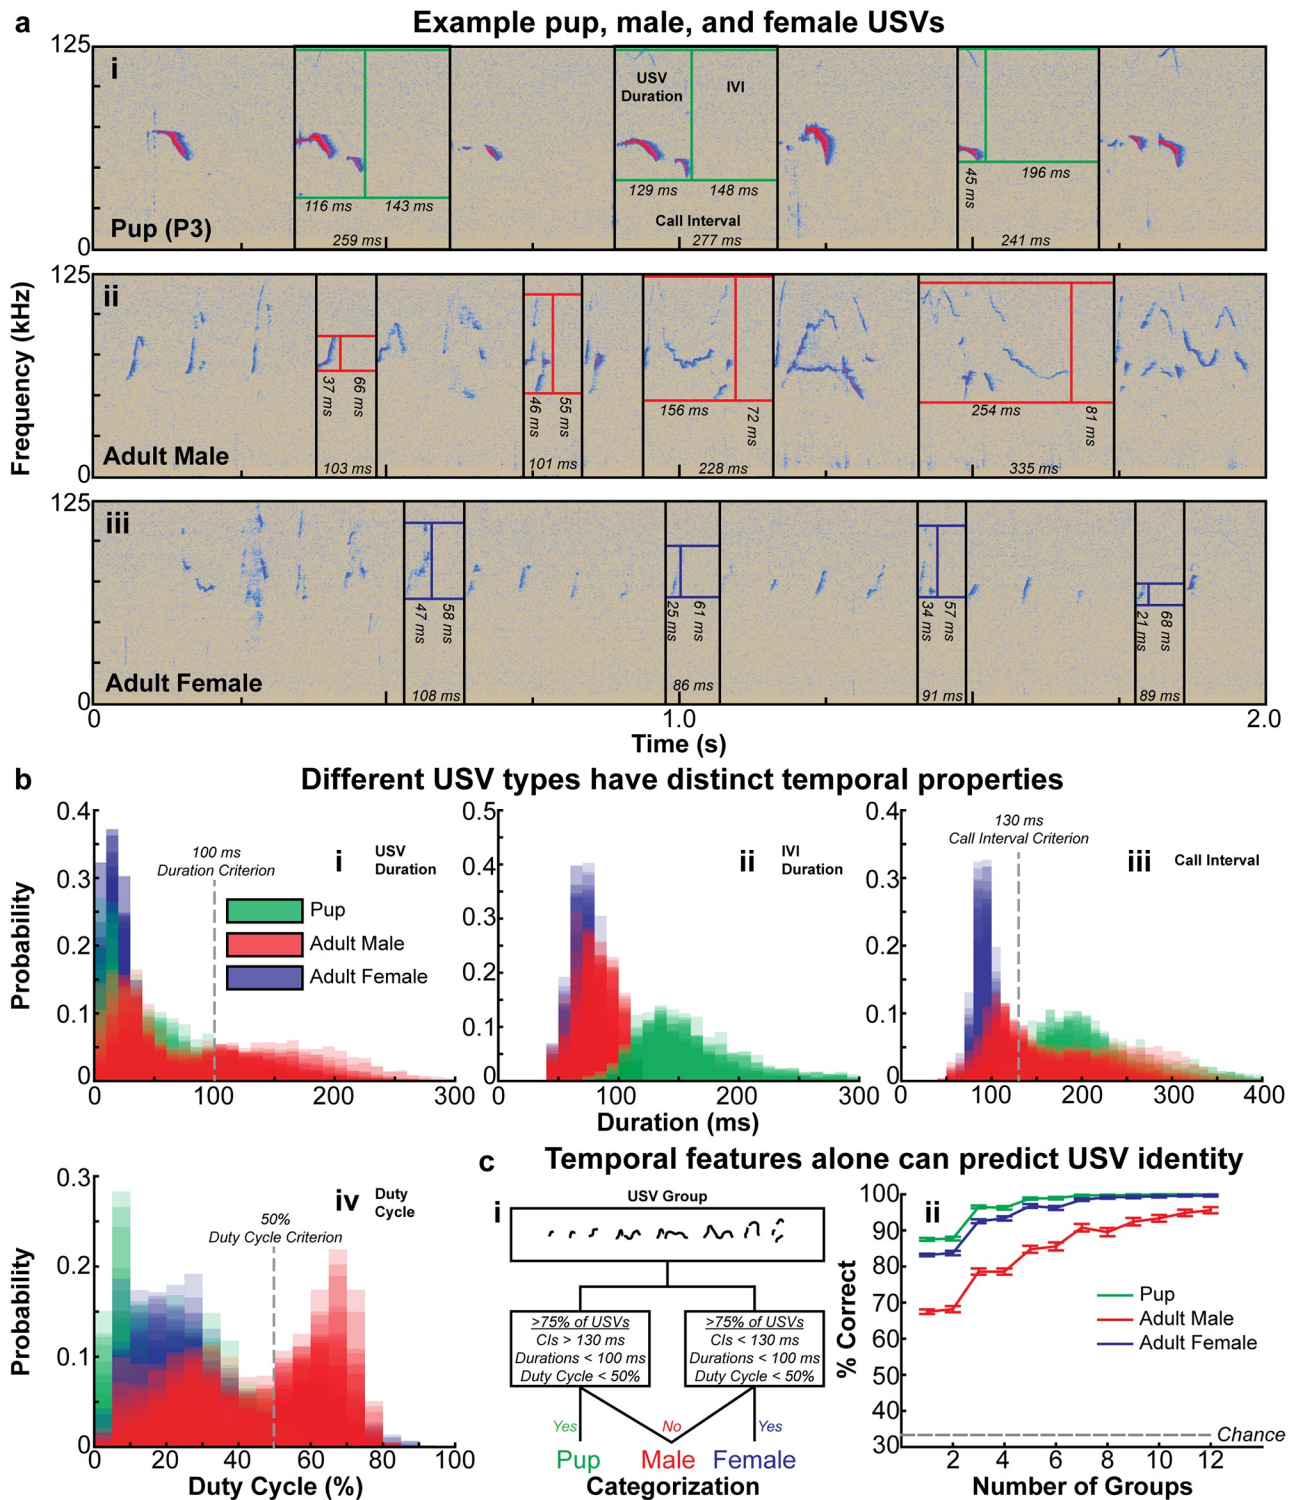 a
Example pup, male, and female USVs
Frequency (kHz)
125
i
USV
Duration
IVI
116 ms
143 ms
129 ms
148 ms
45 ms
196 ms
Call Interval
Pup (P3)
259 ms
277 ms
241 ms
0
125
ii
37 ms
66 ms
46 ms
55 ms
156 ms
72 ms
254 ms
81 ms
Adult Male
103 ms
101 ms
228 ms
335 ms
0
125
iii
47 ms
58 ms
25 ms
61 ms
34 ms
57 ms
21 ms
68 ms
Adult Female
108 ms
86 ms
91 ms
89 ms
0
0
1.0
2.0
Time (s)
b
Different USV types have distinct temporal properties
Probability
0.4
0.3
0.2
0.1
0
100 ms
Duration Criterion
i
USV
Duration
Pup
Adult Male
Adult Female
0
100
200
300
0.5
0.4
0.3
0.2
0.1
0
ii
IVI
Duration
0
100
200
300
Duration (ms)
0.4
0.3
0.2
0.1
0
130 ms
Call Interval Criterion
iii
Call Interval
0
100
200
300
400
Probability
0.3
0.2
0.1
0
50%
Duty Cycle Criterion
iv
Duty
Cycle
0
20
40
60
80
100
Duty Cycle (%)
c
Temporal features alone can predict USV identity
i
USV Group
>75% of USVs
CIs > 130 ms
Durations < 100 ms
Duty Cycle < 50%
>75% of USVs
CIs < 130 ms
Durations < 100 ms
Duty Cycle < 50%
Yes
No
Yes
Pup
Male
Female
Categorization
% Correct
100
90
80
70
60
50
40
30
ii
Pup
Adult Male
Adult Female
Chance
2
4
6
8
10
12
Number of Groups